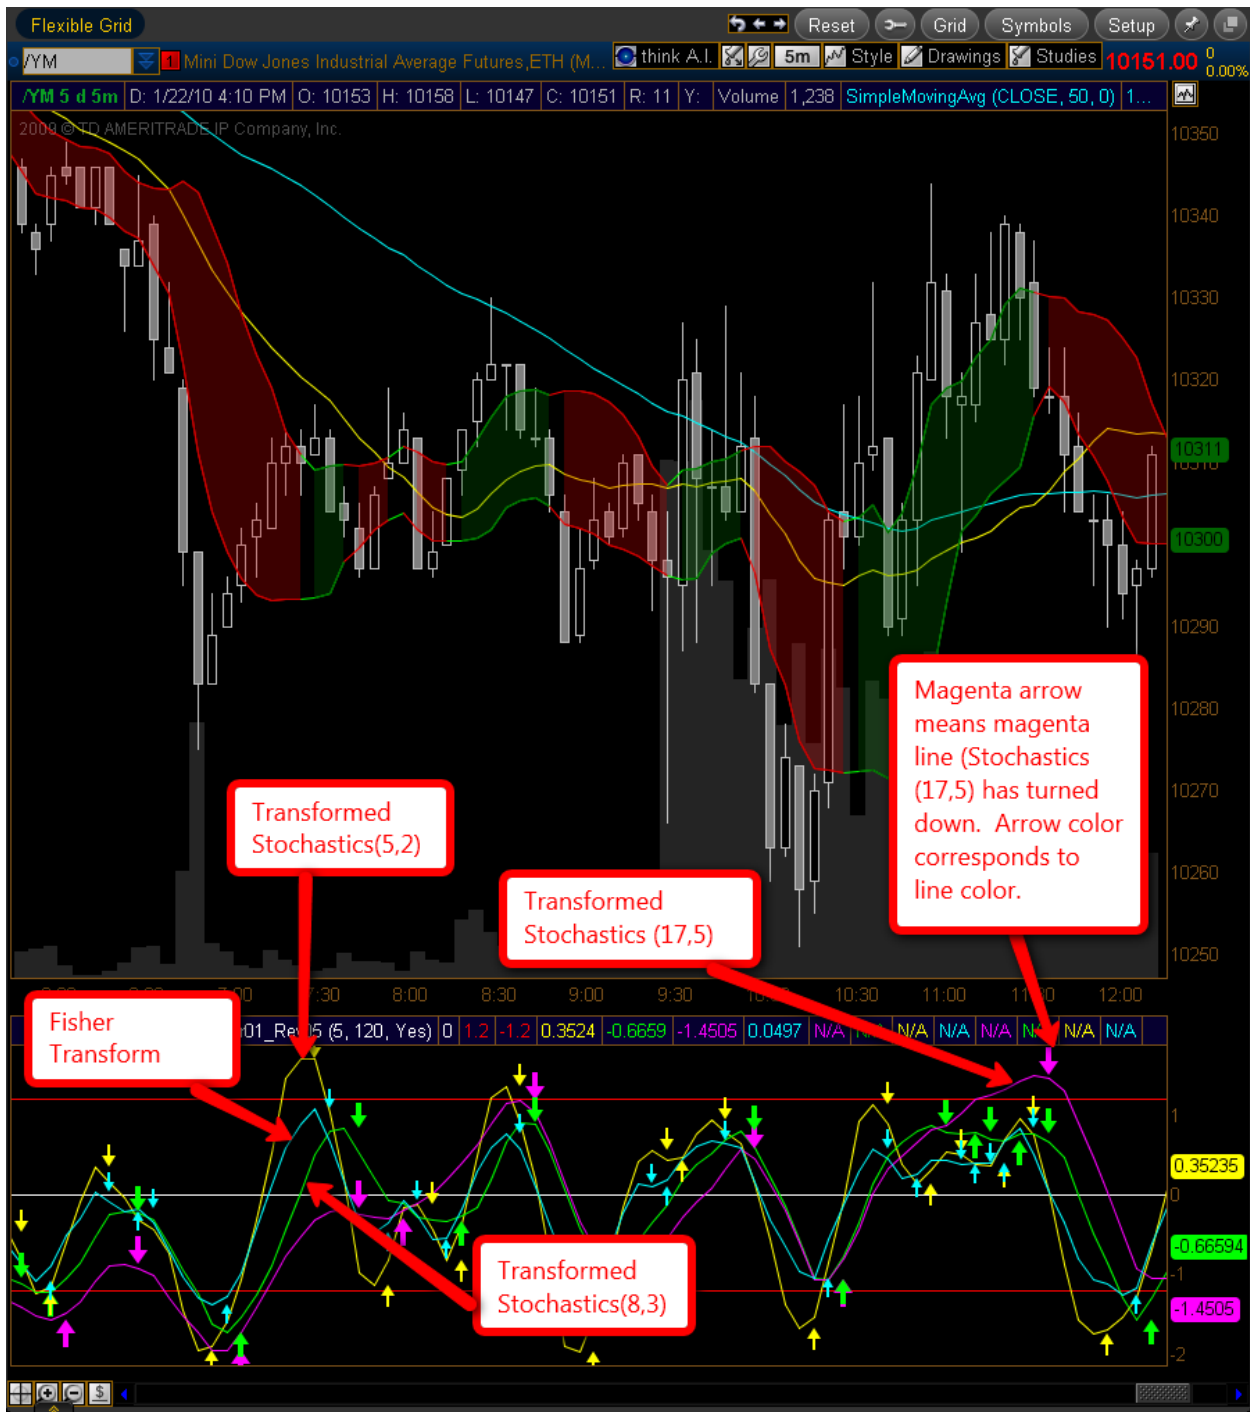 Flexible Grid
Reset
Grid
Symbols
Setup
/YM
1
Mini Dow Jones Industrial Average Futures,ETH (M...
think A.I.
5m
Style
Drawings
Studies
10151.00
0
0.00%
/YM 5 d 5m
D: 1/22/10 4:10 PM
O: 10153
H: 10158
L: 10147
C: 10151
R: 11
Y:
Volume
1,238
SimpleMovingAvg (CLOSE, 50, 0)
1...
2009 © TD AMERITRADE IP Company, Inc.
10350
10340
10330
10320
10311
10310
10300
10290
10280
10270
10260
10250
Magenta arrow
means magenta
line (Stochastics
(17,5) has turned
down. Arrow color
corresponds to
line color.
Transformed
Stochastics(5,2)
Transformed
Stochastics (17,5)
7:30
8:00
8:30
9:00
9:30
10:30
11:00
12:00
Fisher
Transform
01_Rev05 (5, 120, Yes)
0
1.2
-1.2
0.3524
-0.6659
-1.4505
0.0497
N/A
N/A
N/A
N/A
N/A
N/A
N/A
1
0.35235
0
-0.66594
-1
-1.4505
-2
Transformed
Stochastics(8,3)
$